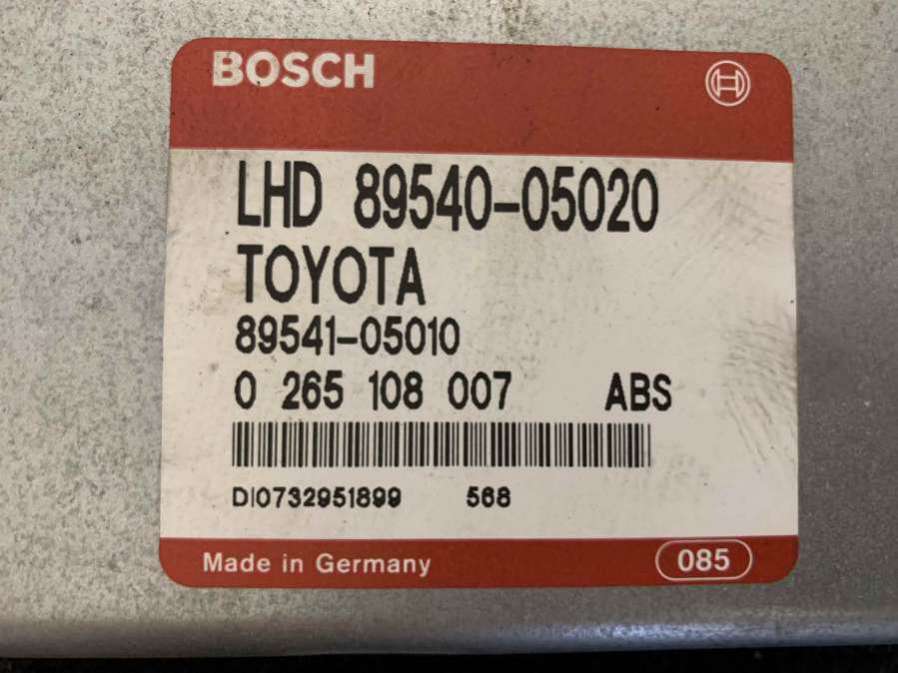 BOSCH
LHD 89540-05020
TOYOTA
89541-05010
0 265 108 007 ABS
DI0732951899 568
Made in Germany 085